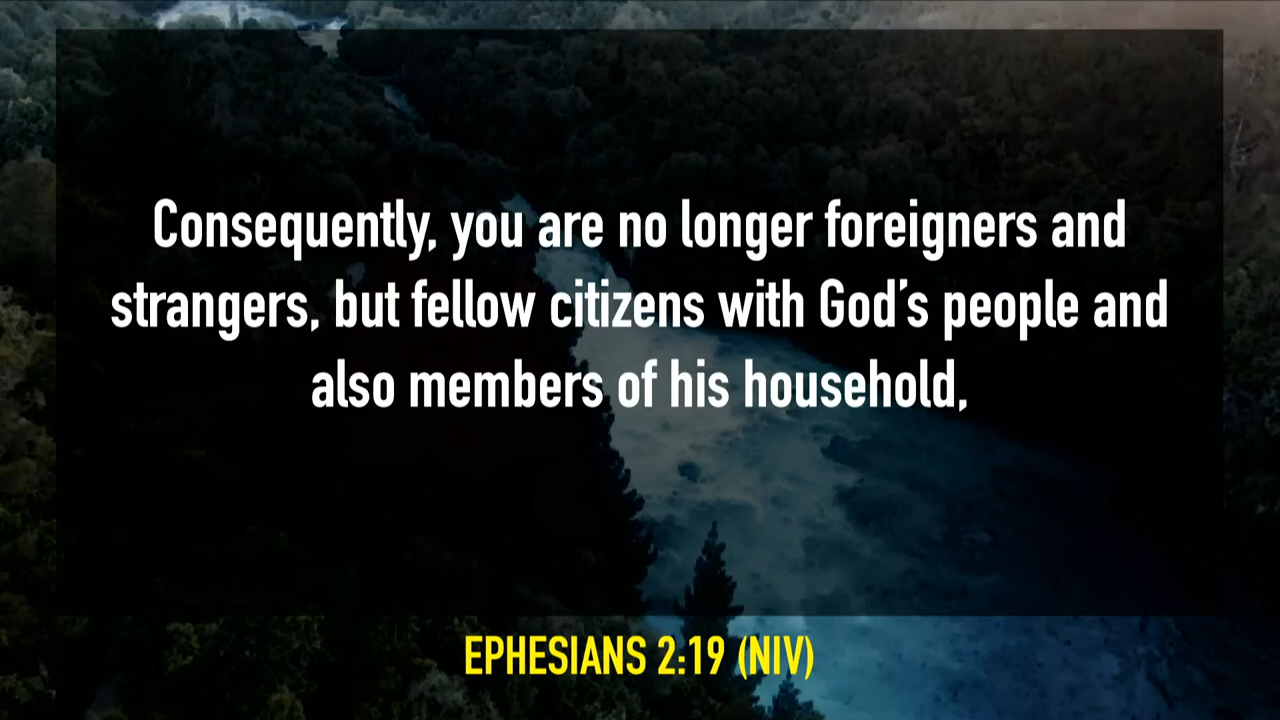 Consequently, you are no longer foreigners and
strangers, but fellow citizens with God’s people and
also members of his household,
EPHESIANS 2:19 (NIV)